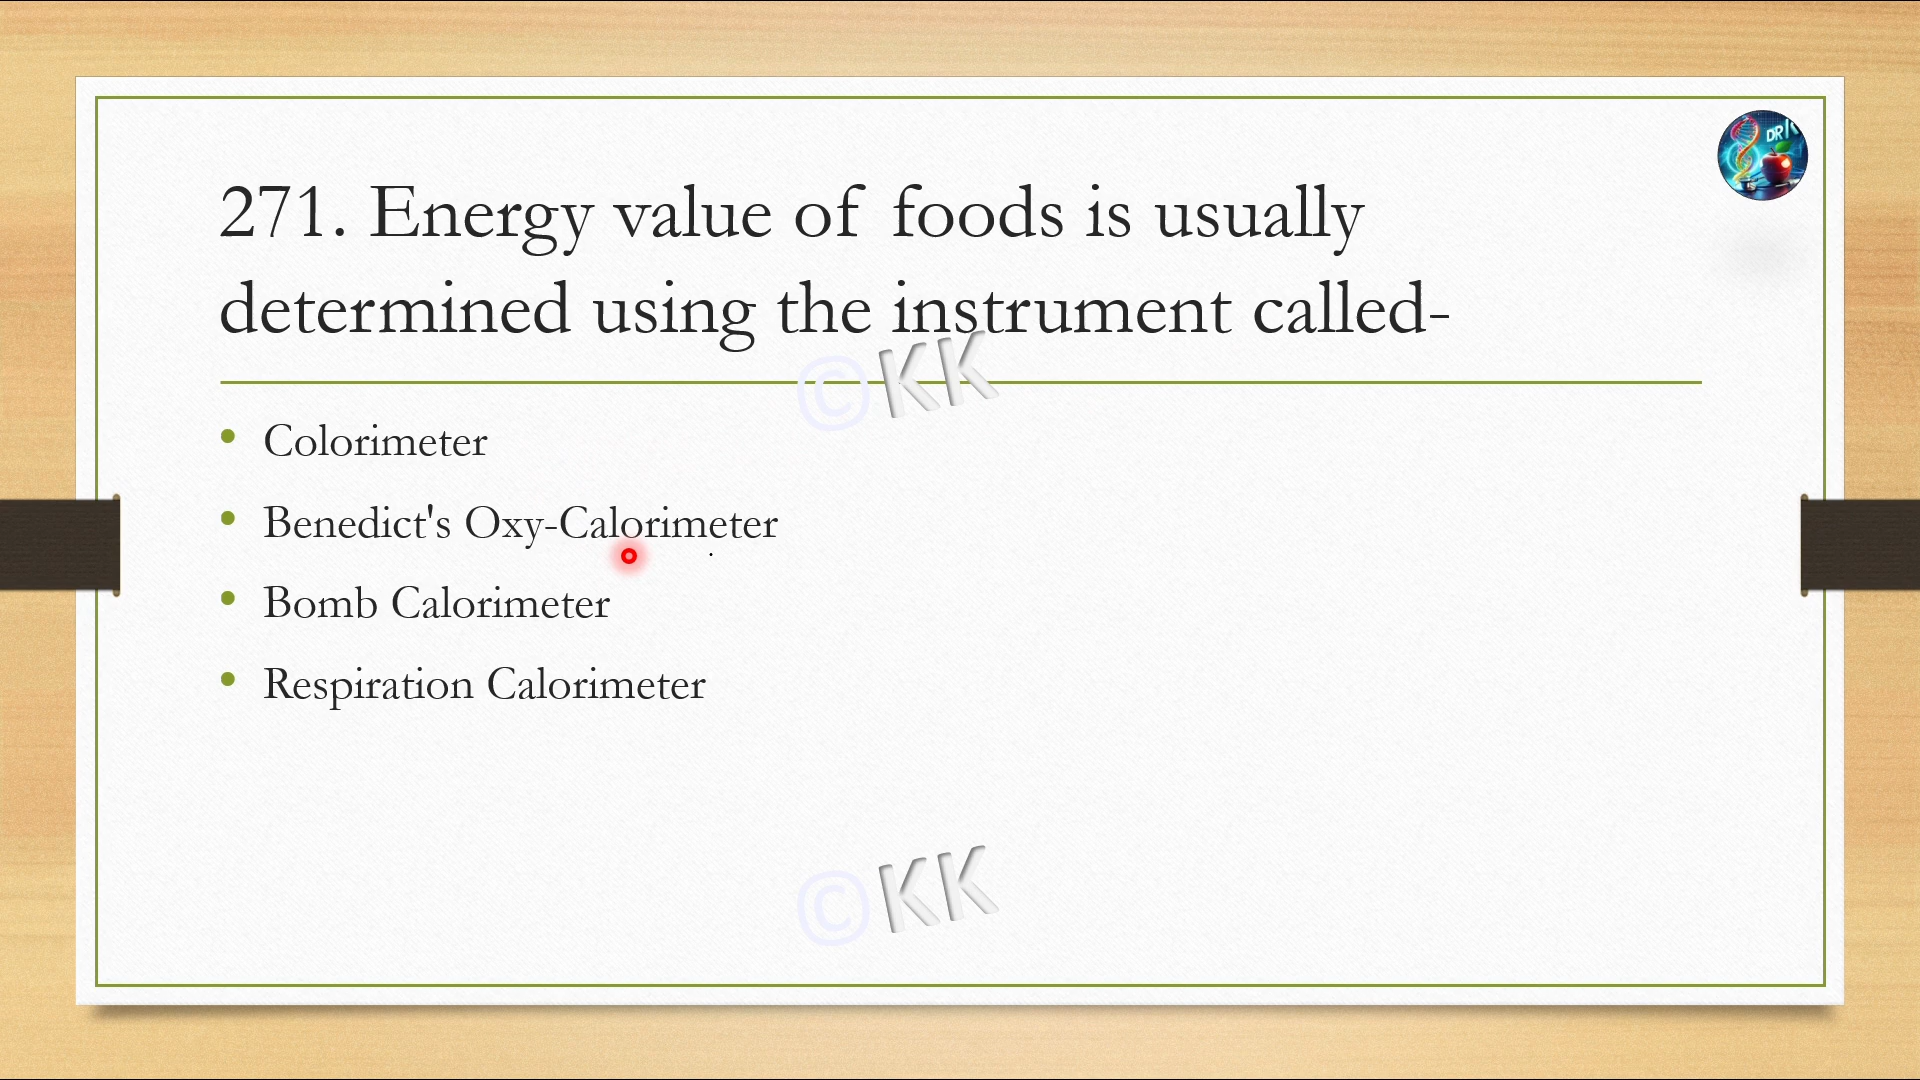 DR K
271. Energy value of foods is usually
determined using the instrument called-
©KK
Colorimeter
Benedict's Oxy-Calorimeter
Bomb Calorimeter
Respiration Calorimeter
©KK